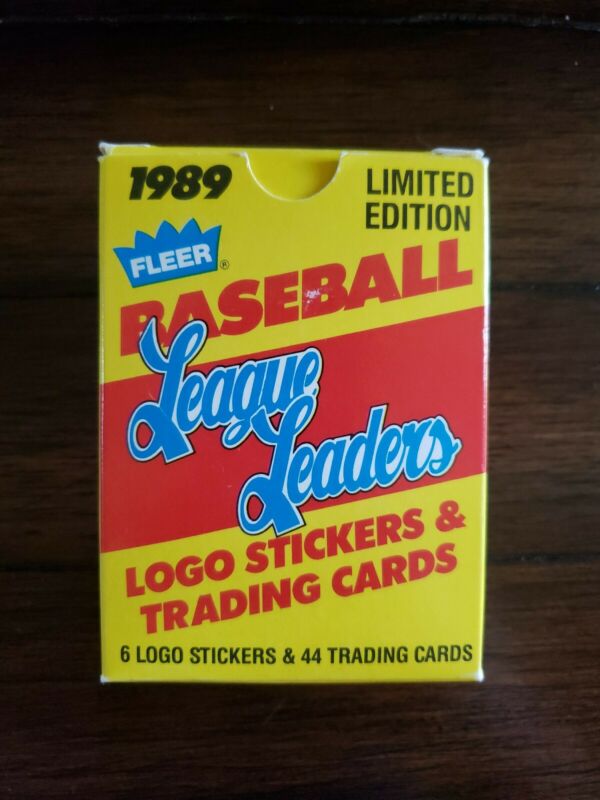 1989
LIMITED
EDITION
FLEER®
BASEBALL
League
Leaders
LOGO STICKERS &
TRADING CARDS
6 LOGO STICKERS & 44 TRADING CARDS